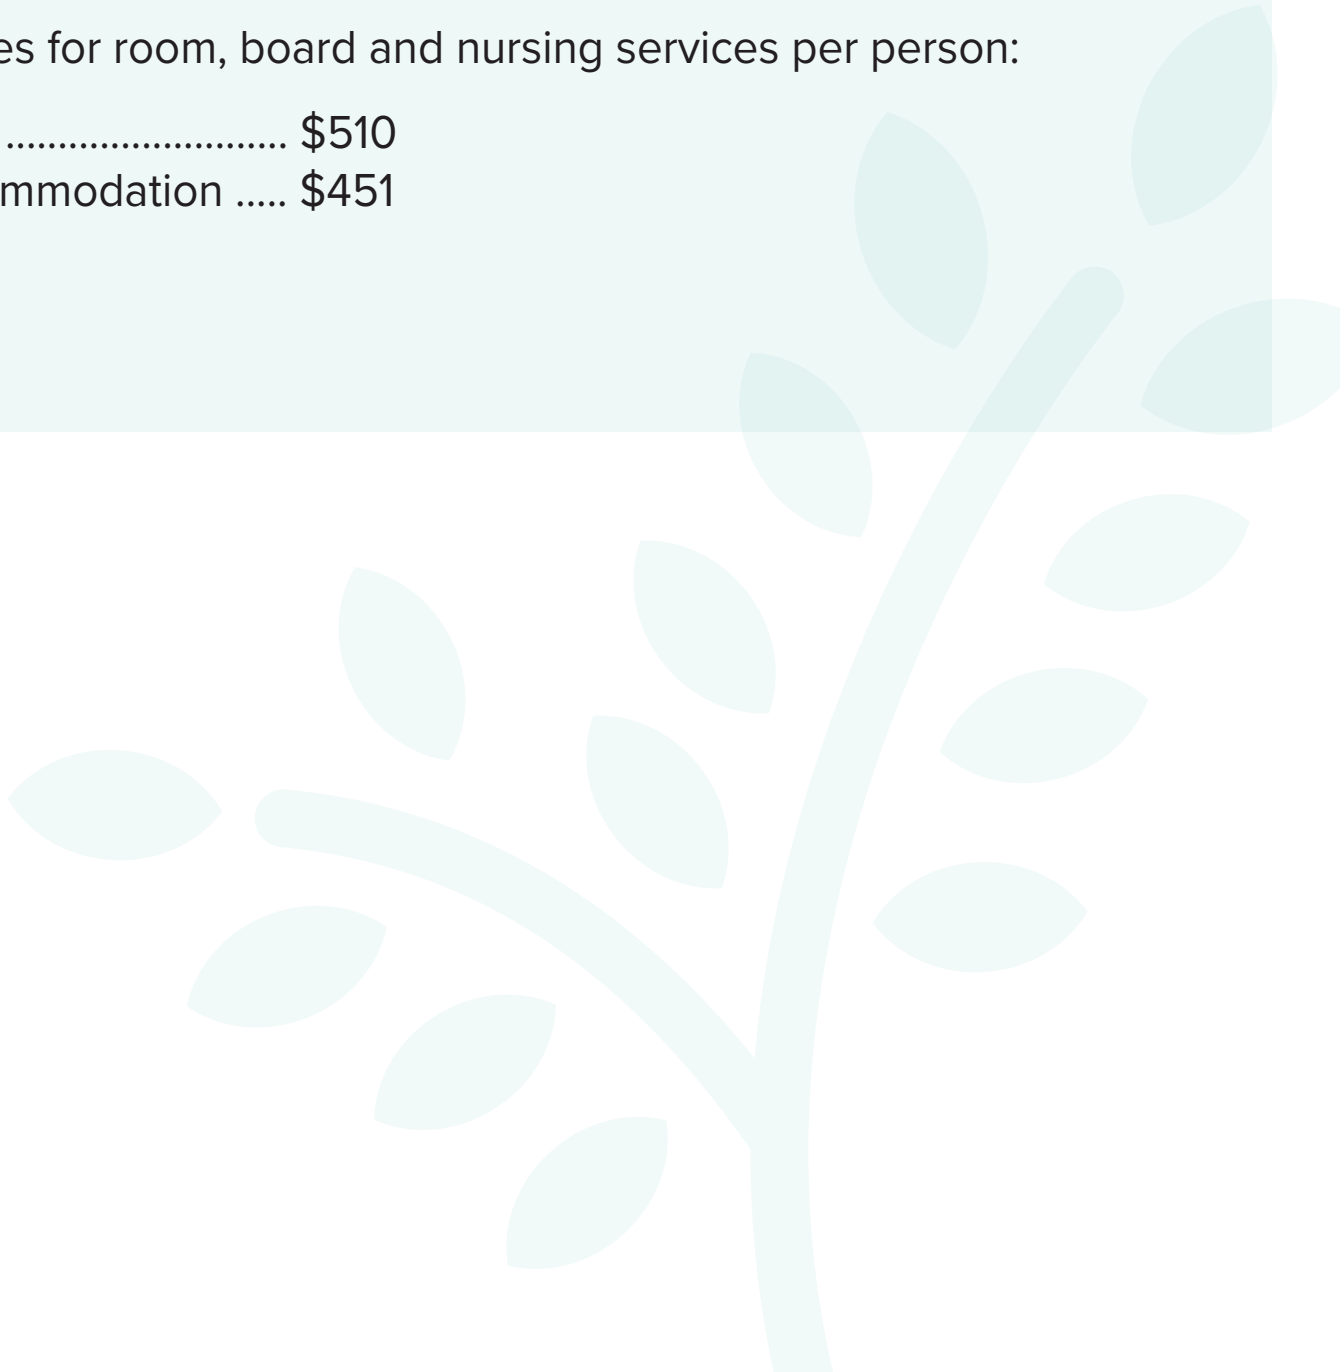 es for room, board and nursing services per person:
........................... $510
mmodation ..... $451